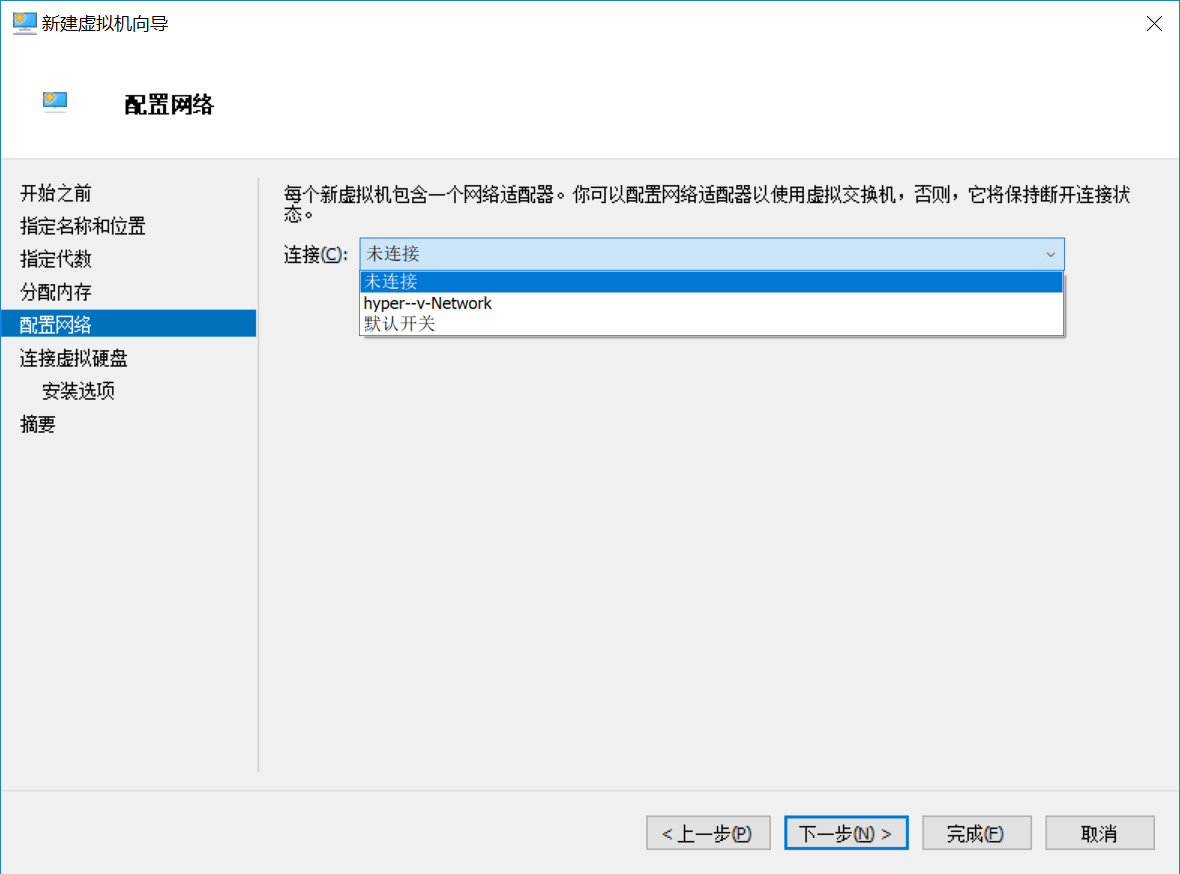 新建虚拟机向导
配置网络
开始之前
指定名称和位置
指定代数
分配内存
配置网络
连接虚拟硬盘
安装选项
摘要
每个新虚拟机包含一个网络适配器。你可以配置网络适配器以使用虚拟交换机，否则，它将保持断开连接状
态。
连接(C): 未连接
未连接
hyper--v-Network
默认开关
< 上一步(P) 下一步(N) > 完成(F) 取消